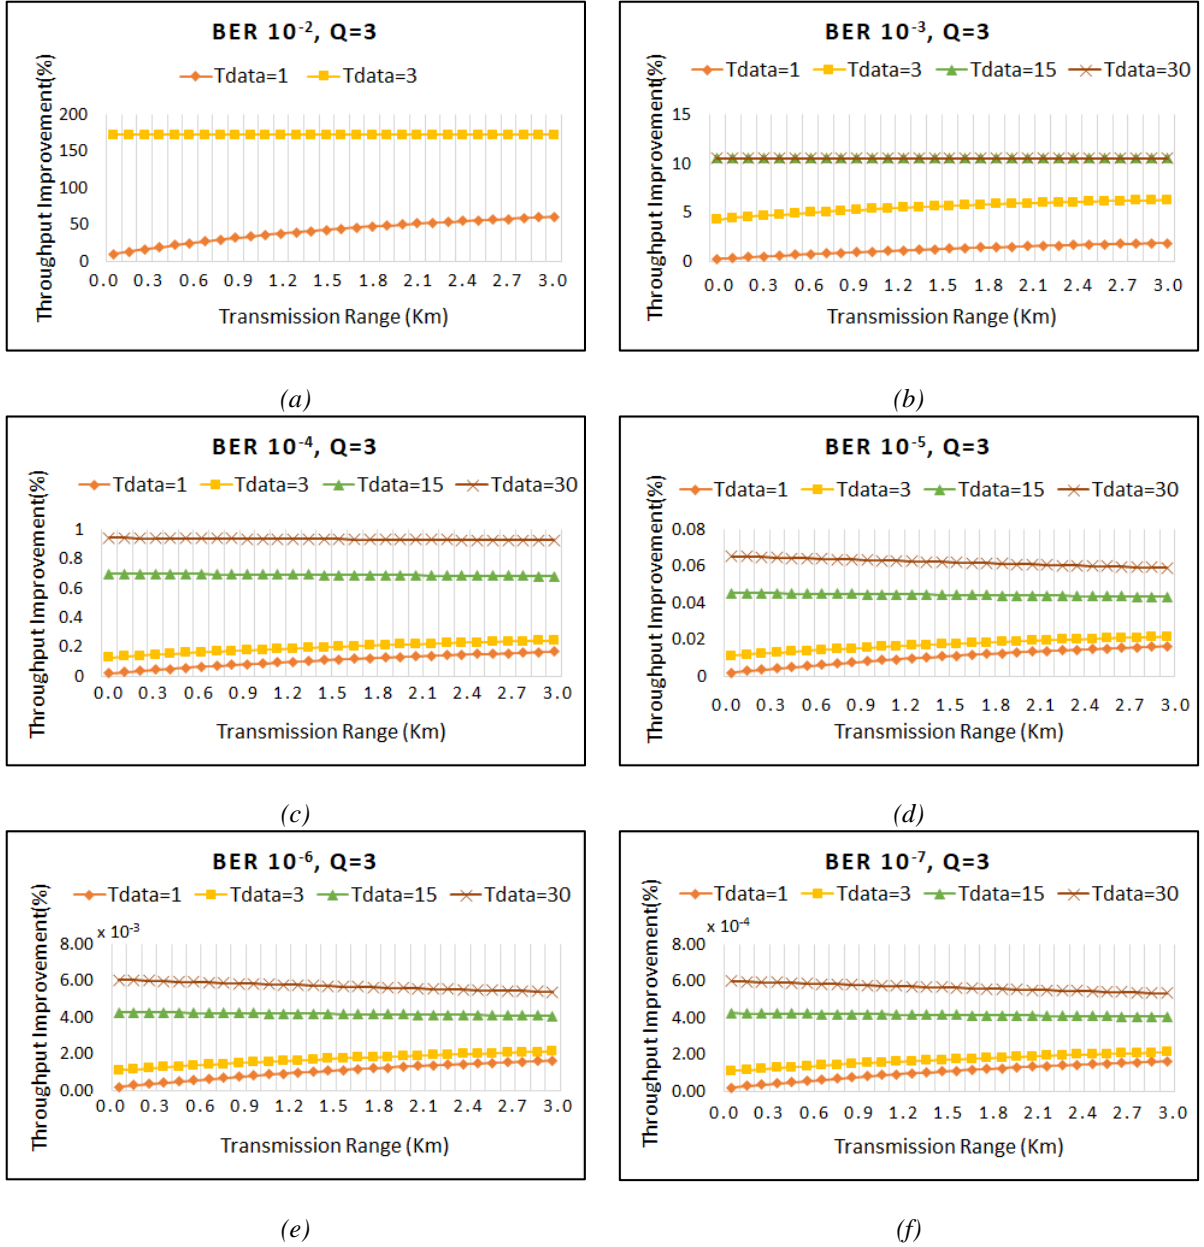 BER 10-2, Q=3
Tdata=1 Tdata=3
Throughput Improvement(%)
200
150
100
50
0
0.0 0.3 0.6 0.9 1.2 1.5 1.8 2.1 2.4 2.7 3.0
Transmission Range (Km)
(a)
BER 10-3, Q=3
Tdata=1 Tdata=3 Tdata=15 Tdata=30
Throughput Improvement(%)
15
10
5
0
0.0 0.3 0.6 0.9 1.2 1.5 1.8 2.1 2.4 2.7 3.0
Transmission Range (Km)
(b)
BER 10-4, Q=3
Tdata=1 Tdata=3 Tdata=15 Tdata=30
Throughput Improvement(%)
1
0.8
0.6
0.4
0.2
0
0.0 0.3 0.6 0.9 1.2 1.5 1.8 2.1 2.4 2.7 3.0
Transmission Range (Km)
(c)
BER 10-5, Q=3
Tdata=1 Tdata=3 Tdata=15 Tdata=30
Throughput Improvement(%)
0.08
0.06
0.04
0.02
0
0.0 0.3 0.6 0.9 1.2 1.5 1.8 2.1 2.4 2.7 3.0
Transmission Range (Km)
(d)
BER 10-6, Q=3
Tdata=1 Tdata=3 Tdata=15 Tdata=30
Throughput Improvement(%)
x 10-3
8.00
6.00
4.00
2.00
0.00
0.0 0.3 0.6 0.9 1.2 1.5 1.8 2.1 2.4 2.7 3.0
Transmission Range (Km)
(e)
BER 10-7, Q=3
Tdata=1 Tdata=3 Tdata=15 Tdata=30
Throughput Improvement(%)
x 10-4
8.00
6.00
4.00
2.00
0.00
0.0 0.3 0.6 0.9 1.2 1.5 1.8 2.1 2.4 2.7 3.0
Transmission Range (Km)
(f)